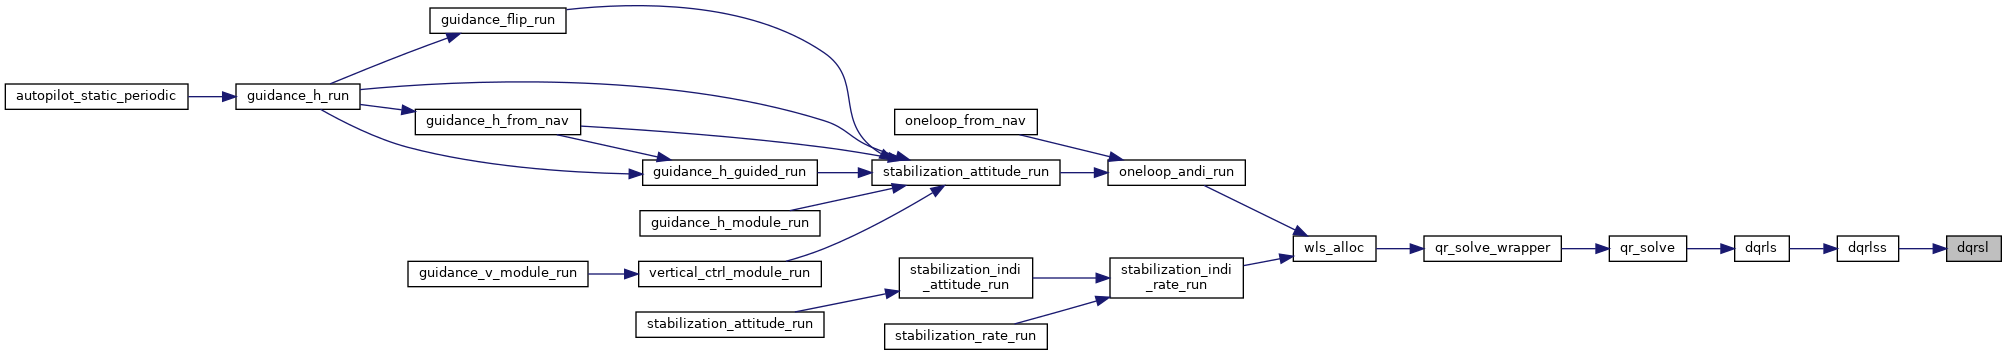 guidance_flip_run
autopilot_static_periodic
guidance_h_run
guidance_h_from_nav
oneloop_from_nav
guidance_h_guided_run
stabilization_attitude_run
oneloop_andi_run
guidance_h_module_run
wls_alloc
qr_solve_wrapper
qr_solve
dqrls
dqrlss
dqrsl
guidance_v_module_run
vertical_ctrl_module_run
stabilization_indi
_attitude_run
stabilization_indi
_rate_run
stabilization_attitude_run
stabilization_rate_run